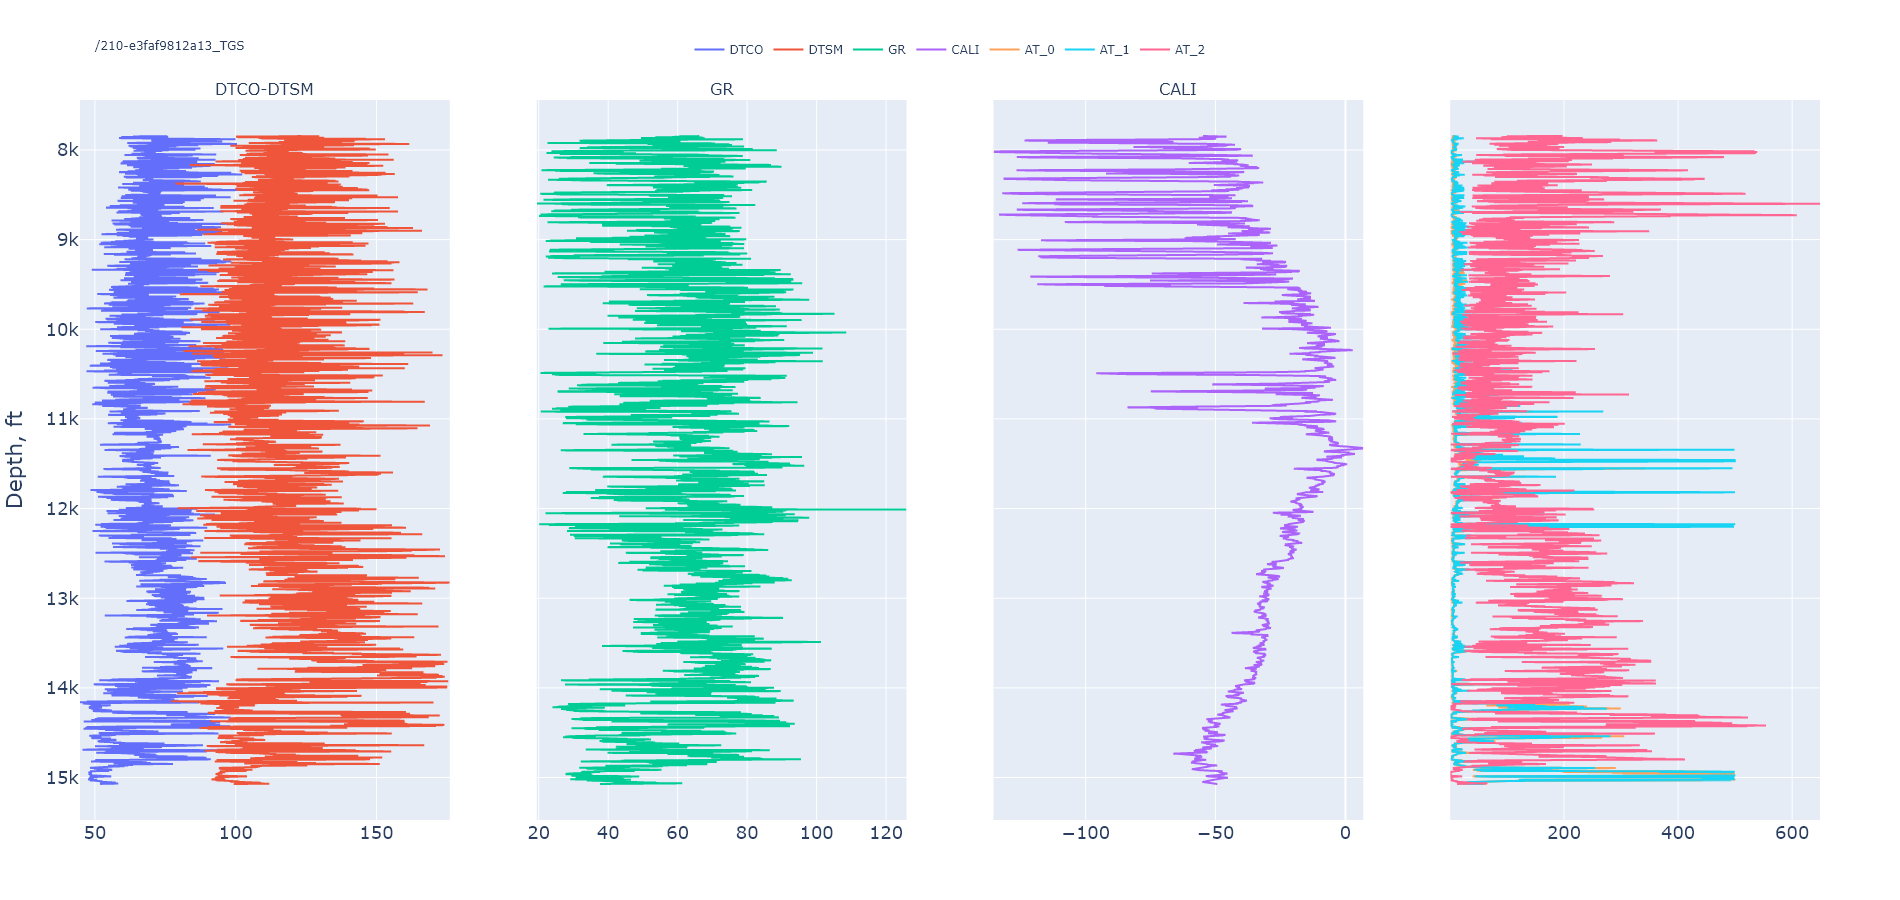 /210-e3faf9812a13_TGS
DTCO DTSM GR CALI AT_0 AT_1 AT_2
DTCO-DTSM GR CALI
Depth, ft
8k
9k
10k
11k
12k
13k
14k
15k
50 100 150 20 40 60 80 100 120 −100 −50 0 200 400 600